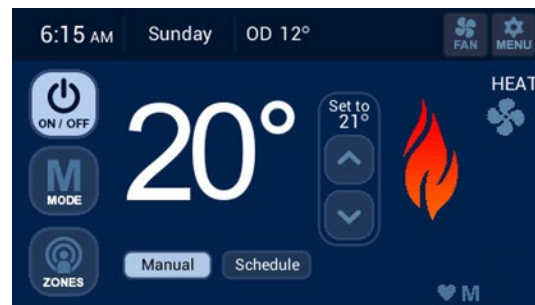 6:15 AM Sunday OD 12°
FAN MENU
ON / OFF
20°
Set to
21°
HEAT
M
MODE
ZONES
Manual Schedule
M